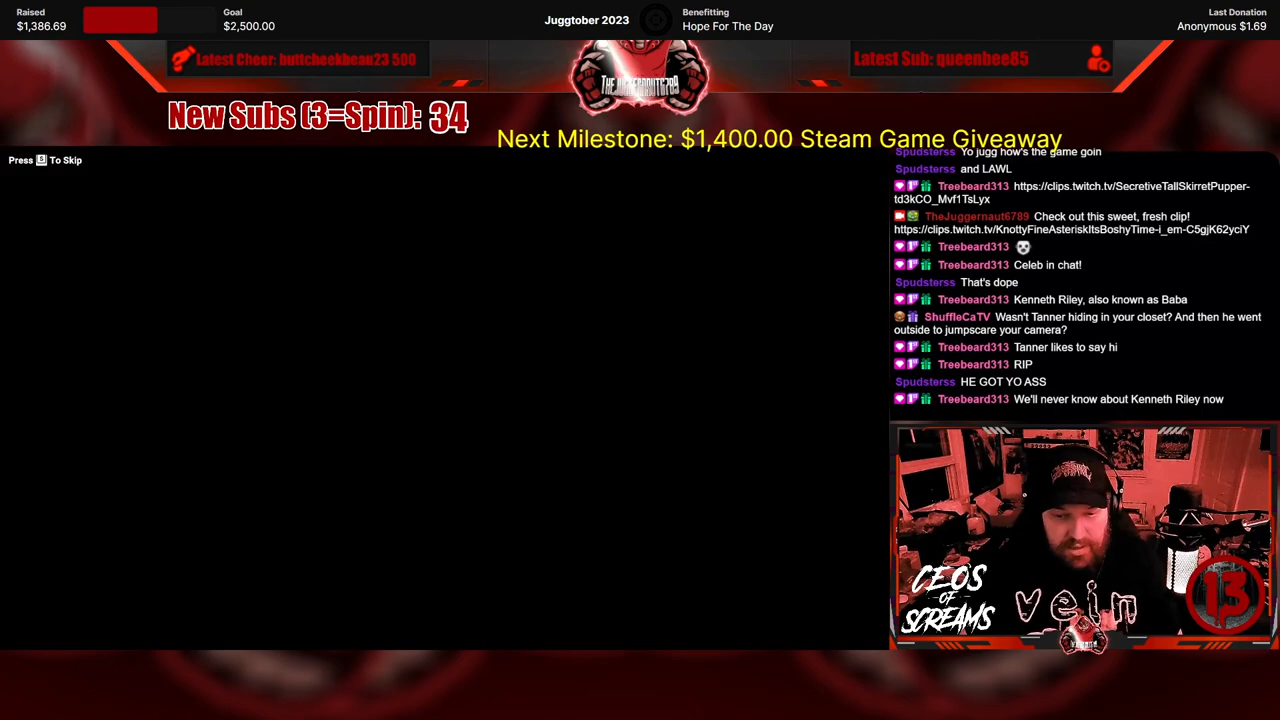 Raised
$1,386.69
Goal
$2,500.00
Juggtober 2023
Benefitting
Hope For The Day
Last Donation
Anonymous $1.69
Latest Cheer: buttcheekbeau23 500
THEJUGGERNAUT6789
Latest Sub: queenbee85
New Subs (3=Spin): 34
Next Milestone: $1,400.00 Steam Game Giveaway
Press To Skip
Spudsterss Yo jugg how's the game goin
Spudsterss and LAWL
Treebeard313 https://clips.twitch.tv/SecretiveTallSkirretPupper-
td3kCO_Mvf1TsLyx
TheJuggernaut6789 Check out this sweet, fresh clip!
https://clips.twitch.tv/KnottyFineAsteriskItsBoshyTime-i_em-C5gjK62yciY
Treebeard313
Treebeard313 Celeb in chat!
Spudsterss That's dope
Treebeard313 Kenneth Riley, also known as Baba
ShuffleCaTV Wasn't Tanner hiding in your closet? And then he went
outside to jumpscare your camera?
Treebeard313 Tanner likes to say hi
Treebeard313 RIP
Spudsterss HE GOT YO ASS
Treebeard313 We'll never know about Kenneth Riley now
CEOS
OF
SCREAMS
vein
13